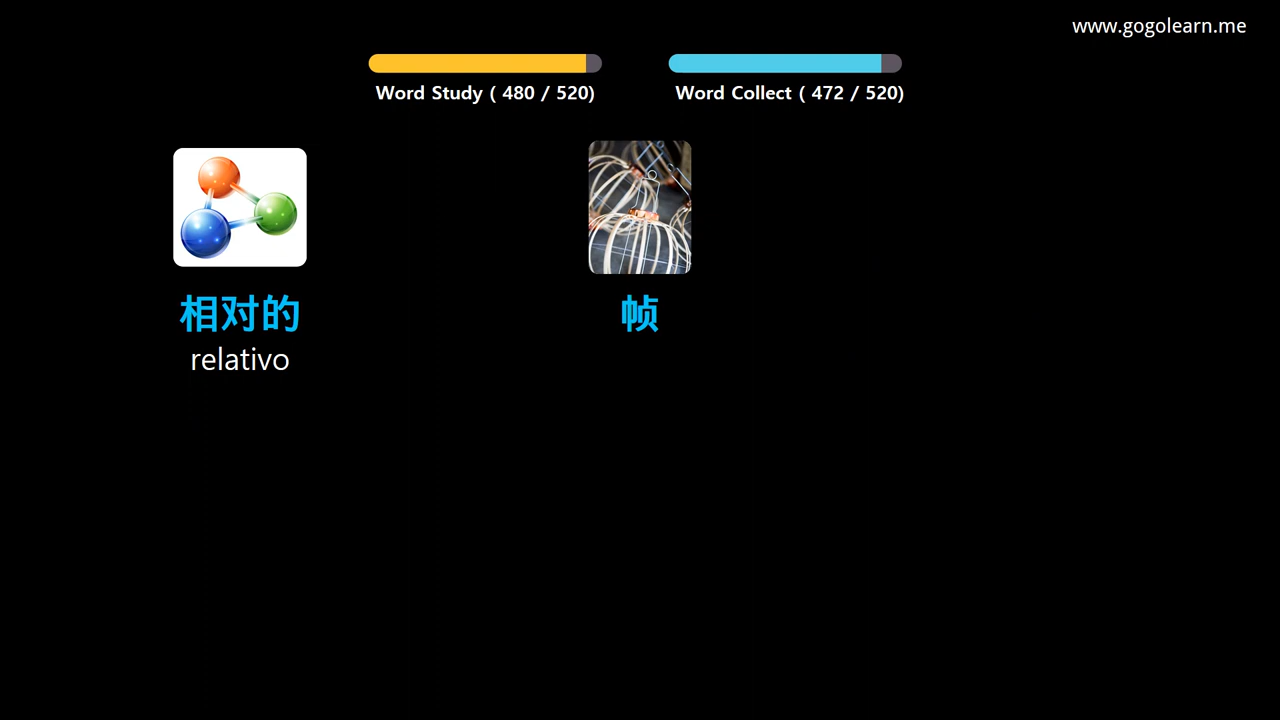 www.gogolearn.me
Word Study ( 480 / 520)
Word Collect ( 472 / 520)
相对的
relativo
帧